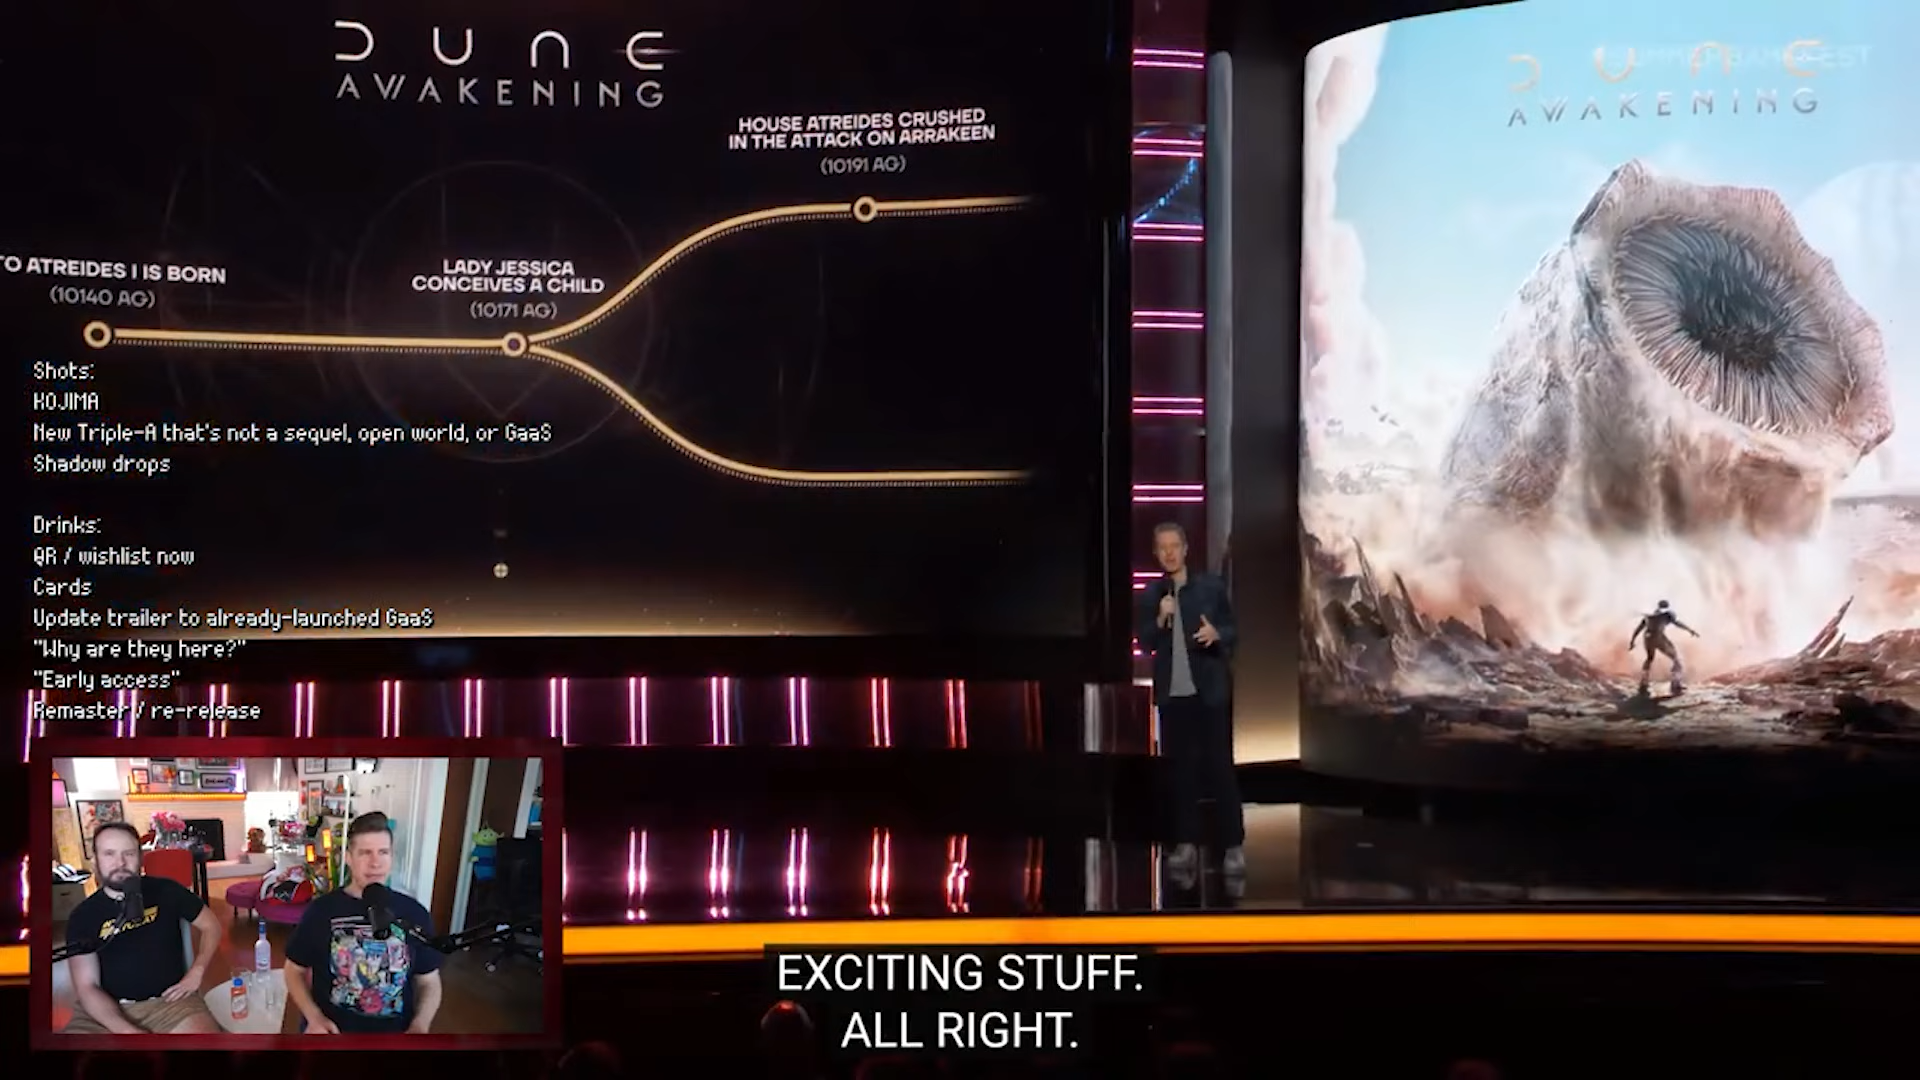 DUNE
AWAKENING
HOUSE ATREIDES CRUSHED
IN THE ATTACK ON ARRAKEEN
(10191 AG)
TO ATREIDES I IS BORN
(10140 AG)
LADY JESSICA
CONCEIVES A CHILD
(10171 AG)
DUNE
AWAKENING
Shots:
KOJIMA
New Triple-A that's not a sequel, open world, or GaaS
Shadow drops
Drinks:
QR / wishlist now
Cards
Update trailer to already-launched GaaS
"Why are they here?"
"Early access"
Remaster / re-release
EXCITING STUFF.
ALL RIGHT.